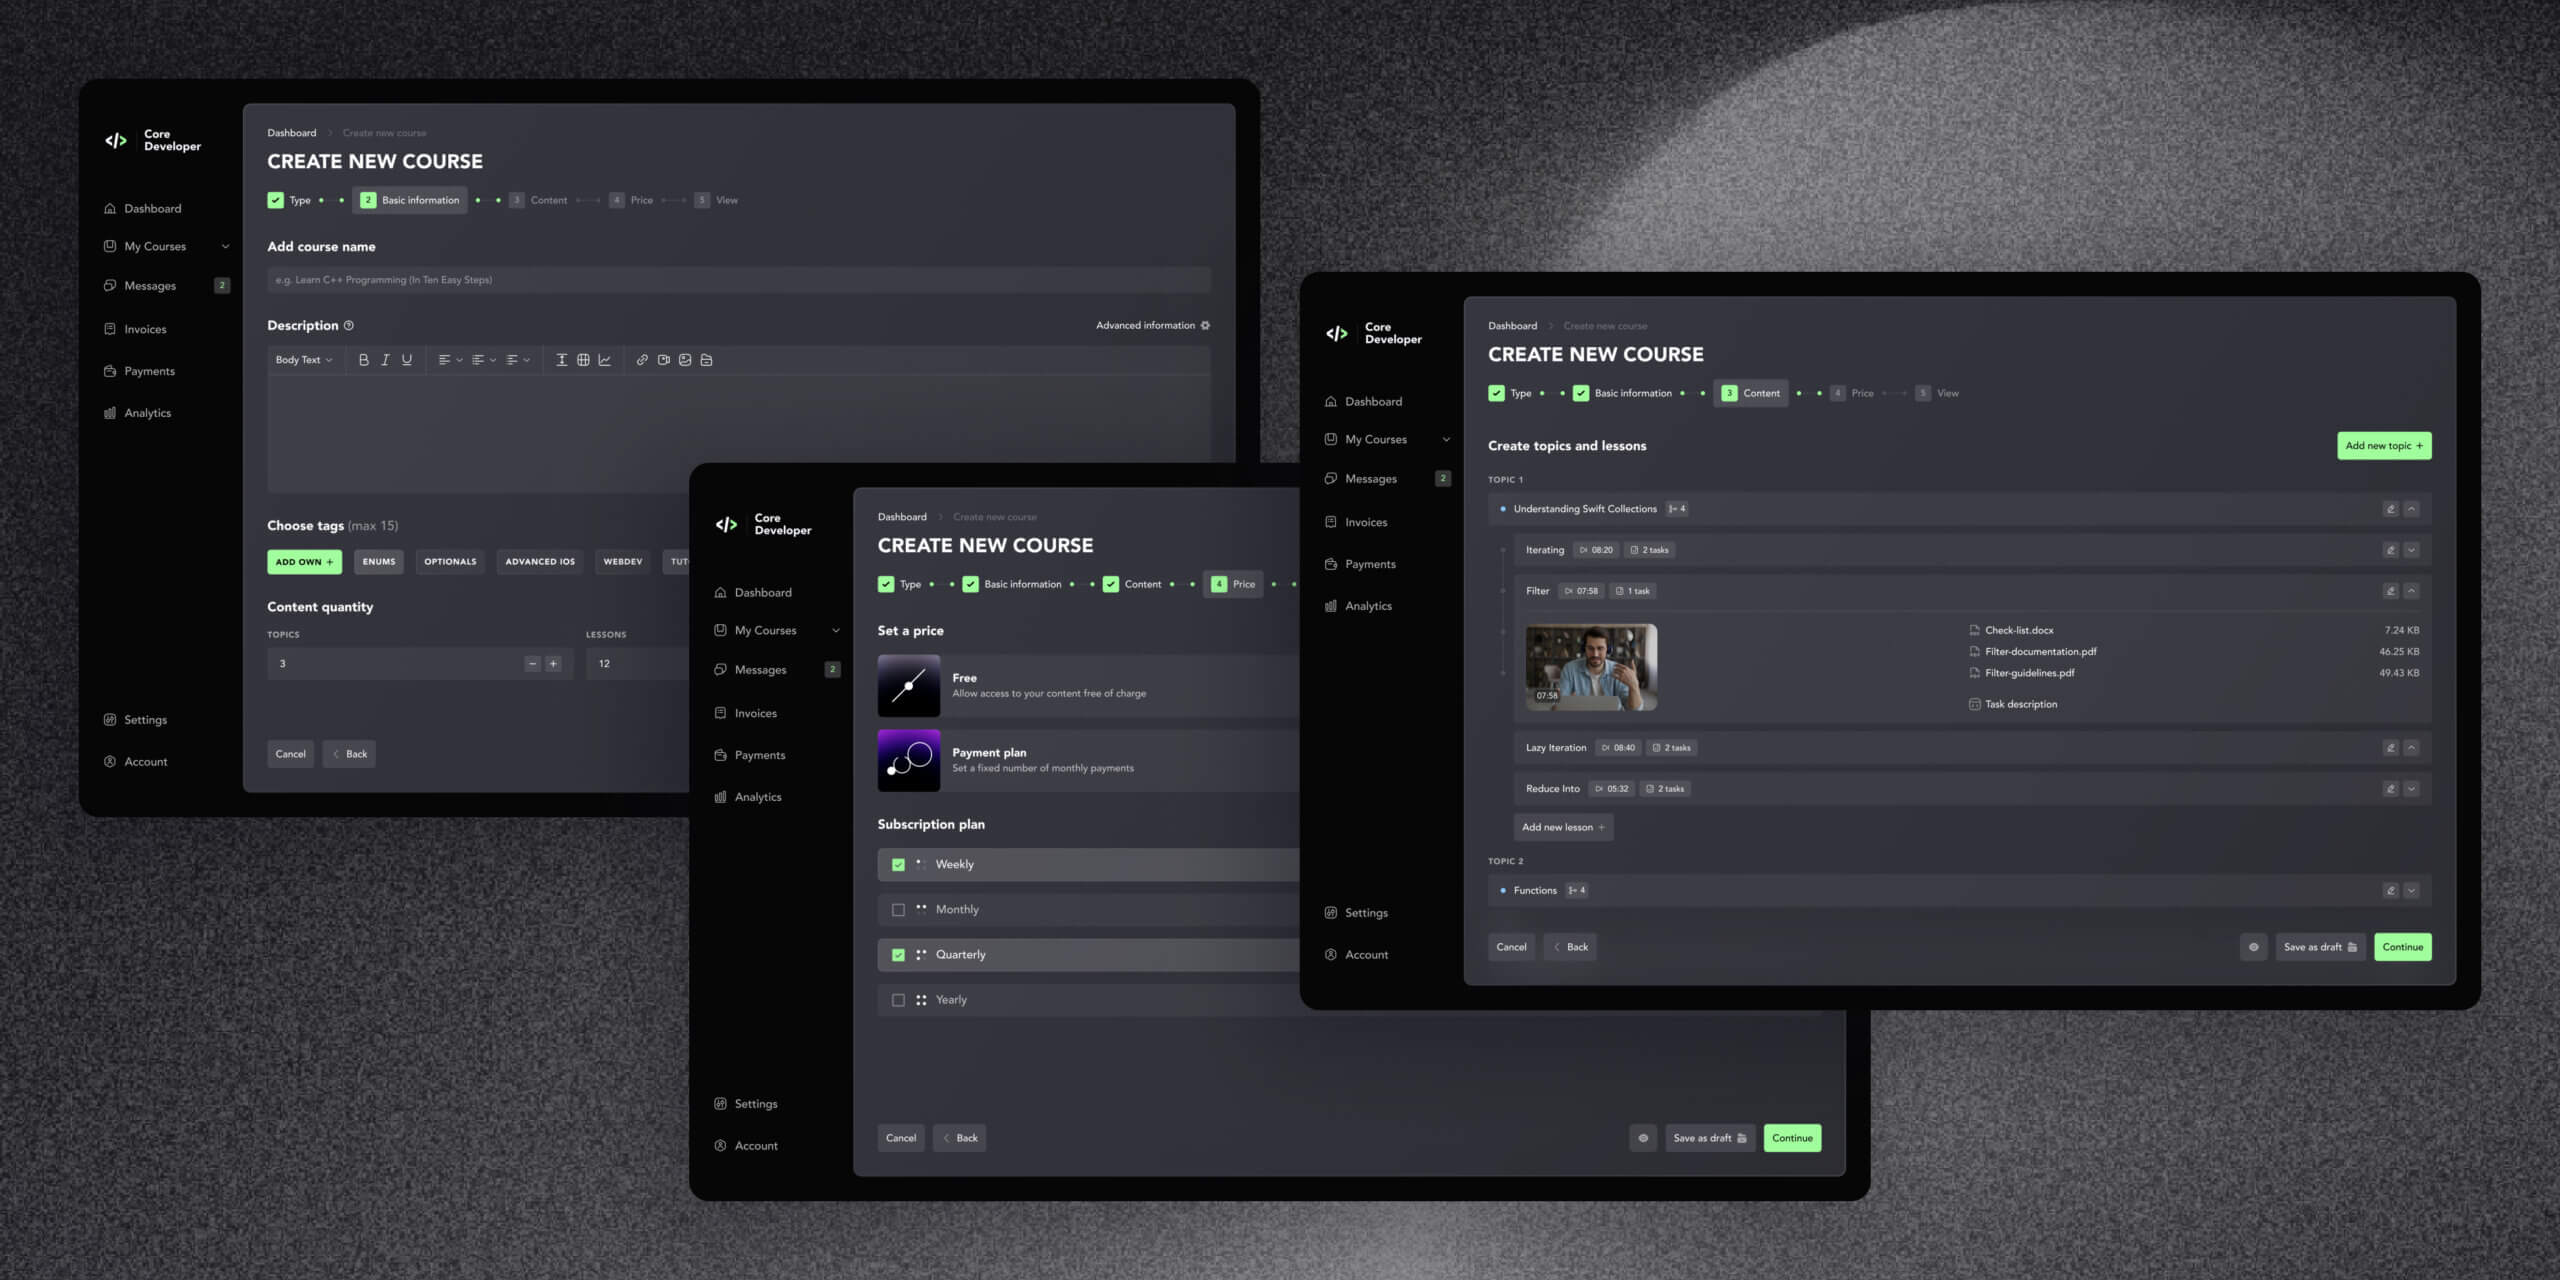 Core
Developer
Dashboard
My Courses
Messages 2
Invoices
Payments
Analytics
Settings
Account
Dashboard Create new course
CREATE NEW COURSE
Type 2 Basic information 3 Content 4 Price 5 View
Add course name
e.g. Learn C++ Programming (In Ten Easy Steps)
Description Advanced information
Body Text B I U
Choose tags (max 15)
ADD OWN + ENUMS OPTIONALS ADVANCED IOS WEBDEV
Content quantity
TOPICS LESSONS
3 − + 12
Cancel < Back
Core
Developer
Dashboard
My Courses
Messages 2
Invoices
Payments
Analytics
Settings
Account
Dashboard Create new course
CREATE NEW COURSE
Type Basic information Content 4 Price
Set a price
Free
Allow access to your content free of charge
Payment plan
Set a fixed number of monthly payments
Subscription plan
Weekly
Monthly
Quarterly
Yearly
Cancel < Back Save as draft Continue
Core
Developer
Dashboard
My Courses
Messages 2
Invoices
Payments
Analytics
Settings
Account
Dashboard Create new course
CREATE NEW COURSE
Type Basic information 3 Content 4 Price 5 View
Create topics and lessons Add new topic +
TOPIC 1
Understanding Swift Collections 4
Iterating 08:20 2 tasks
Filter 07:58 1 task
07:58
Check-list.docx 7.24 KB
Filter-documentation.pdf 46.25 KB
Filter-guidelines.pdf 49.43 KB
Task description
Lazy Iteration 08:40 2 tasks
Reduce Into 05:32 2 tasks
Add new lesson +
TOPIC 2
Functions 4
Cancel < Back Save as draft Continue